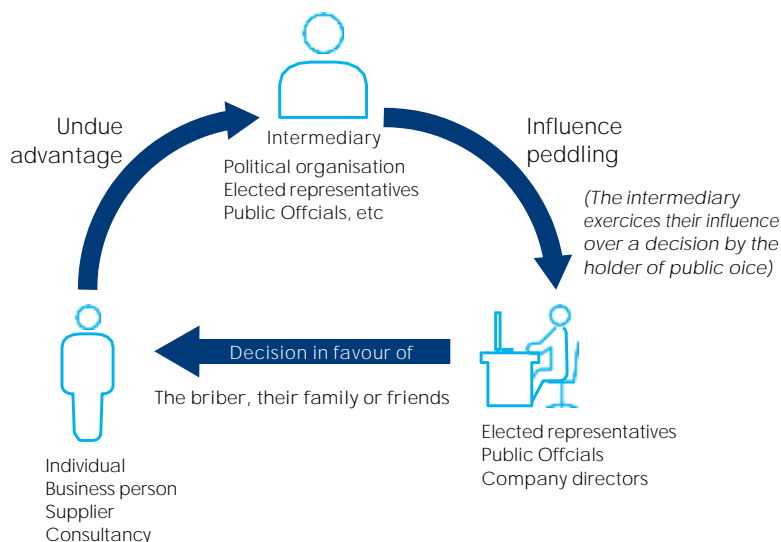 Undue
advantage
Intermediary
Political organisation
Elected representatives
Public Offcials, etc
Influence
peddling
(The intermediary
exercices their influence
over a decision by the
holder of public oice)
Decision in favour of
The briber, their family or friends
Individual
Business person
Supplier
Consultancy
Elected representatives
Public Offcials
Company directors